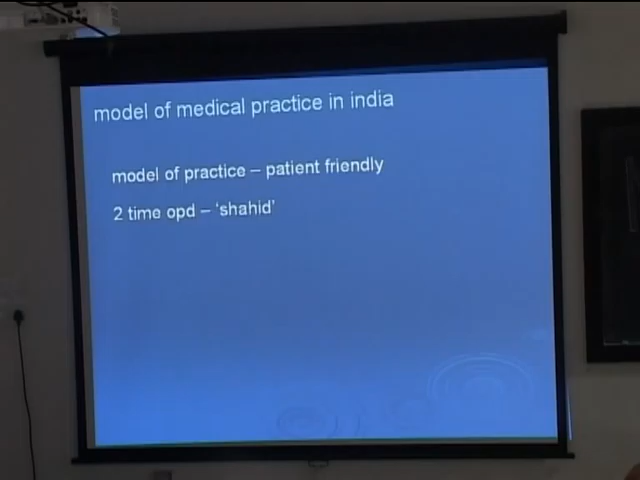 model of medical practice in india
model of practice – patient friendly
2 time opd – ‘shahid’